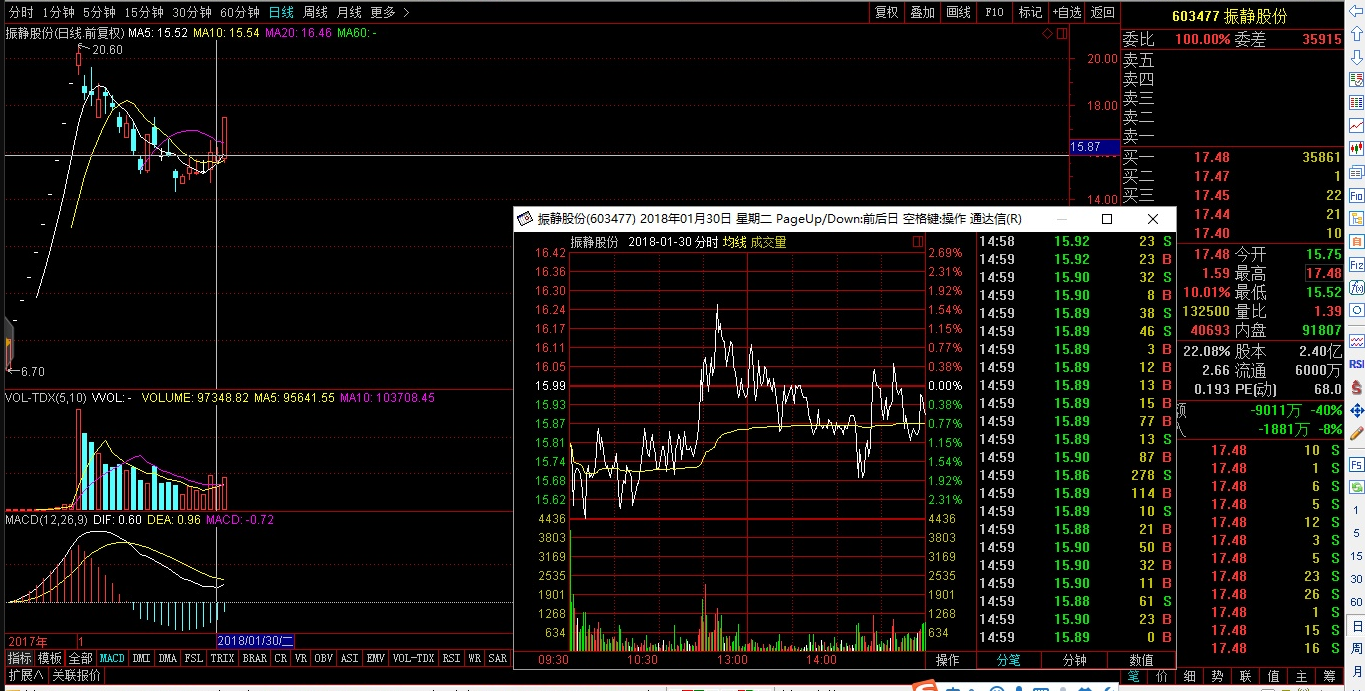 分时 1分钟 5分钟 15分钟 30分钟 60分钟 日线 周线 月线 更多 >
复权 叠加 画线 F10 标记 +自选 返回
603477 振静股份
振静股份(日线.前复权) MA5: 15.52 MA10: 15.54 MA20: 16.46 MA60: -
20.60
20.00
18.00
15.87
14.00
6.70
委比 100.00% 委差 35915
卖五
卖四
卖三
卖二
卖一
买一 17.48 35861
买二 17.47 1
买三 17.45 22
17.44 21
17.40 10
17.48 今开 15.75
1.59 最高 17.48
10.01% 最低 15.52
132500 量比 1.39
40693 内盘 91807
22.08% 股本 2.40亿
2.66 流通 6000万
0.193 PE(动) 68.0
额 -9011万 -40%
-1881万 -8%
17.48 10 S
17.48 1 S
17.48 6 S
17.48 5 S
17.48 12 S
17.48 3 S
17.48 5 S
17.48 23 S
17.48 26 S
17.48 1 S
17.48 15 S
17.48 16 S
笔 价 细 势 联 值 主 筹
振静股份(603477) 2018年01月30日 星期二 PageUp/Down:前后日 空格键:操作 通达信(R)
振静股份 2018-01-30 分时 均线 成交量
16.42 2.69%
16.36 2.31%
16.30 1.92%
16.24 1.54%
16.17 1.15%
16.11 0.77%
16.05 0.38%
15.99 0.00%
15.93 0.38%
15.87 0.77%
15.81 1.15%
15.74 1.54%
15.68 1.92%
15.62 2.31%
4436 4436
3803 3803
3169 3169
2535 2535
1901 1901
1268 1268
634 634
09:30 10:30 13:00 14:00 操作
14:58 15.92 23 S
14:59 15.92 23 B
14:59 15.90 32 S
14:59 15.90 8 B
14:59 15.89 38 S
14:59 15.89 46 S
14:59 15.89 3 B
14:59 15.89 12 B
14:59 15.89 13 B
14:59 15.89 15 B
14:59 15.89 77 B
14:59 15.89 13 S
14:59 15.90 87 B
14:59 15.86 278 S
14:59 15.89 114 B
14:59 15.89 10 S
14:59 15.88 21 B
14:59 15.90 50 B
14:59 15.90 32 B
14:59 15.90 11 B
14:59 15.88 61 S
14:59 15.90 23 B
14:59 15.89 0 B
分笔 分钟 数值
VOL-TDX(5,10) VVOL: - VOLUME: 97348.82 MA5: 95641.55 MA10: 103708.45
MACD(12,26,9) DIF: 0.60 DEA: 0.96 MACD: -0.72
2017年 1 2018/01/30/二
指标 模板 全部 MACD DMI DMA FSL TRIX BRAR CR VR OBV ASI EMV VOL-TDX RSI WR SAR
扩展∧ 关联报价
F10
RSI
F5
1
5
15
30
60
日
周
月